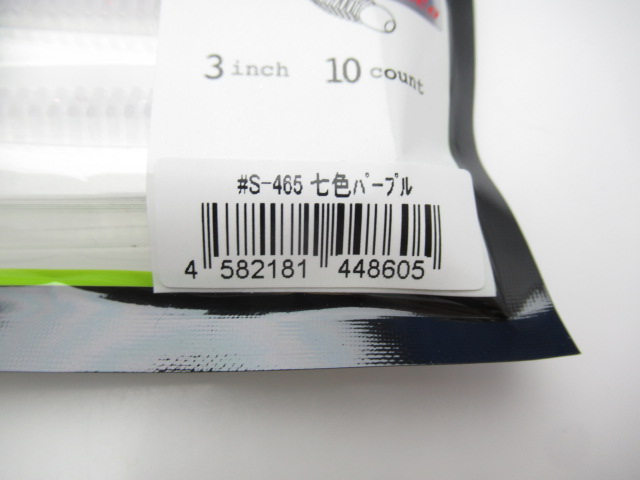 3 inch 10 count
#S-465 七色ﾊﾟｰﾌﾟﾙ
4 582181 448605